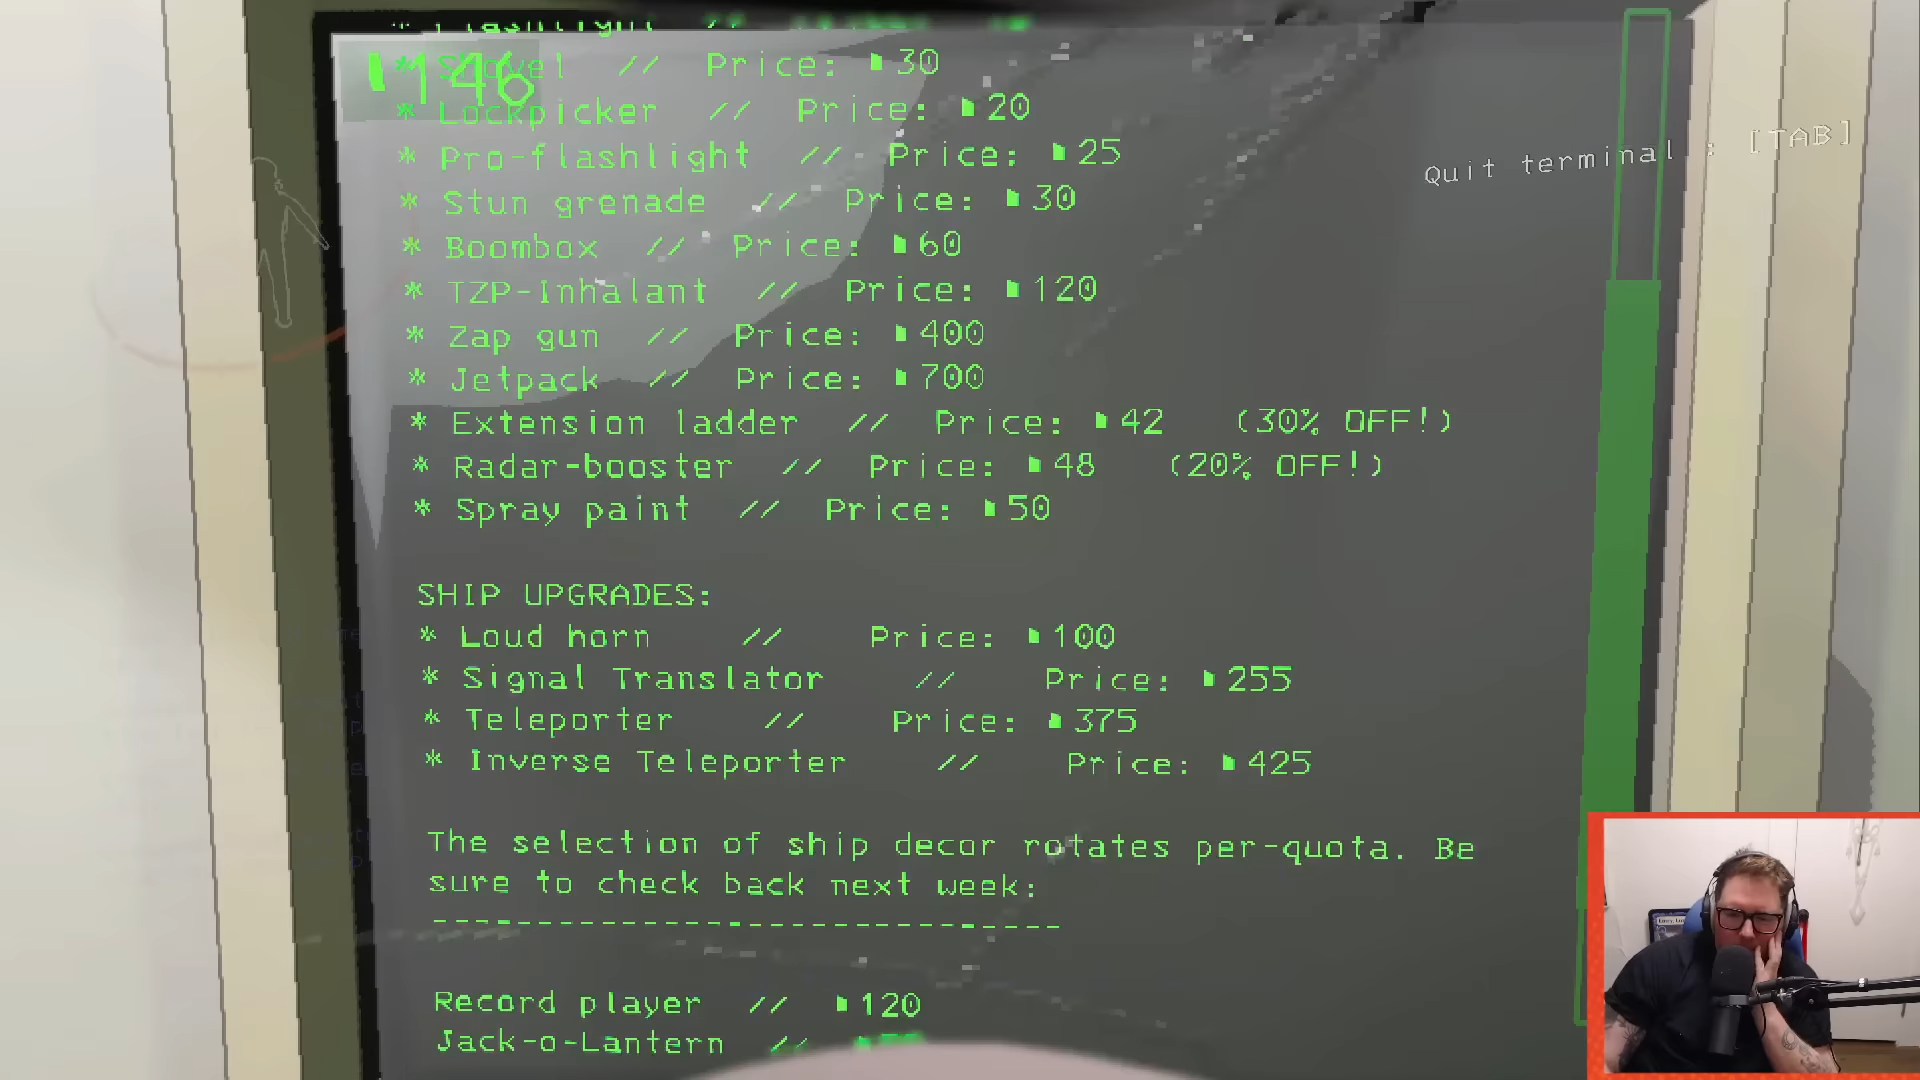 * Flashlight //
▮146
* Shovel // Price: ▮30
* Lockpicker // Price: ▮20
* Pro-flashlight // Price: ▮25
* Stun grenade // Price: ▮30
* Boombox // Price: ▮60
* TZP-Inhalant // Price: ▮120
* Zap gun // Price: ▮400
* Jetpack // Price: ▮700
* Extension ladder // Price: ▮42 (30% OFF!)
* Radar-booster // Price: ▮48 (20% OFF!)
* Spray paint // Price: ▮50
Quit terminal : [TAB]
SHIP UPGRADES:
* Loud horn // Price: ▮100
* Signal Translator // Price: ▮255
* Teleporter // Price: ▮375
* Inverse Teleporter // Price: ▮425
The selection of ship decor rotates per-quota. Be
sure to check back next week:
------------------------------
Record player // ▮120
Jack-o-Lantern //